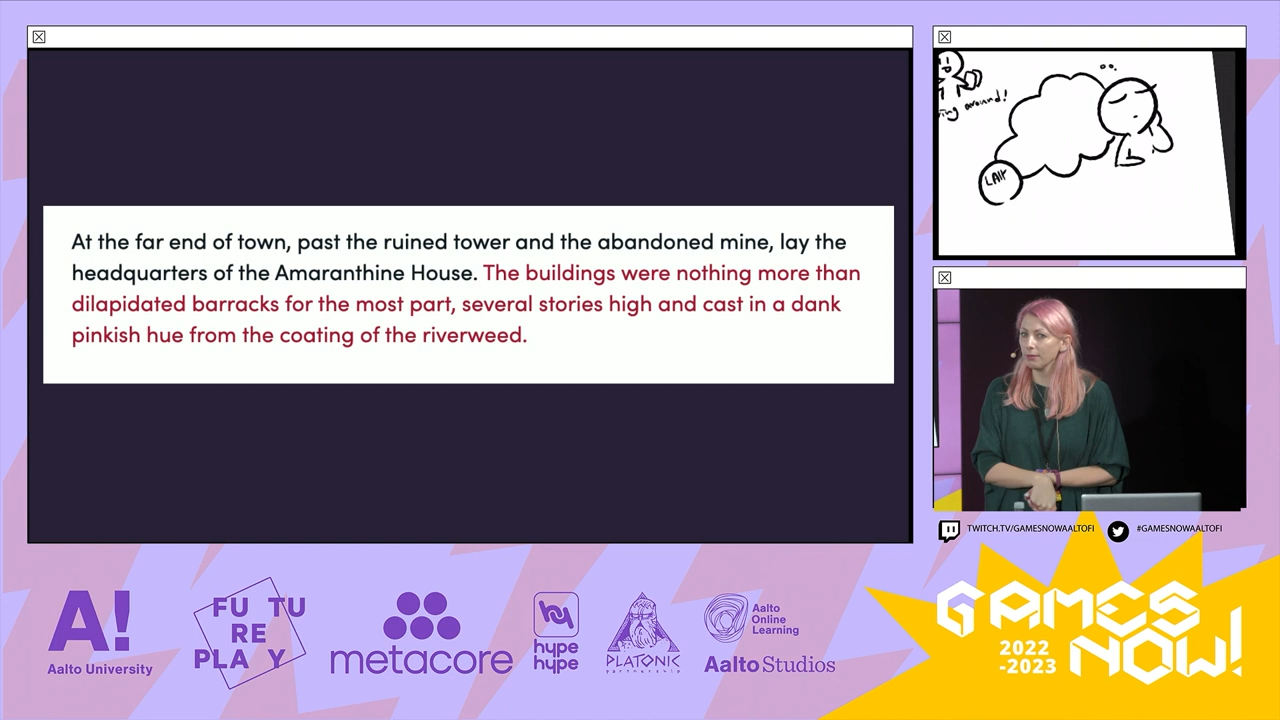 At the far end of town, past the ruined tower and the abandoned mine, lay the
headquarters of the Amaranthine House. The buildings were nothing more than
dilapidated barracks for the most part, several stories high and cast in a dank
pinkish hue from the coating of the riverweed.
ing around!
LAIR
TWITCH.TV/GAMESNOWAALTOFI
#GAMESNOWAALTOFI
A!
Aalto University
FU TU
RE
PLA Y
metacore
hype
hype
PLATONIC
partnership
Aalto
Online
Learning
Aalto Studios
GAMES
NOW!
2022
-2023